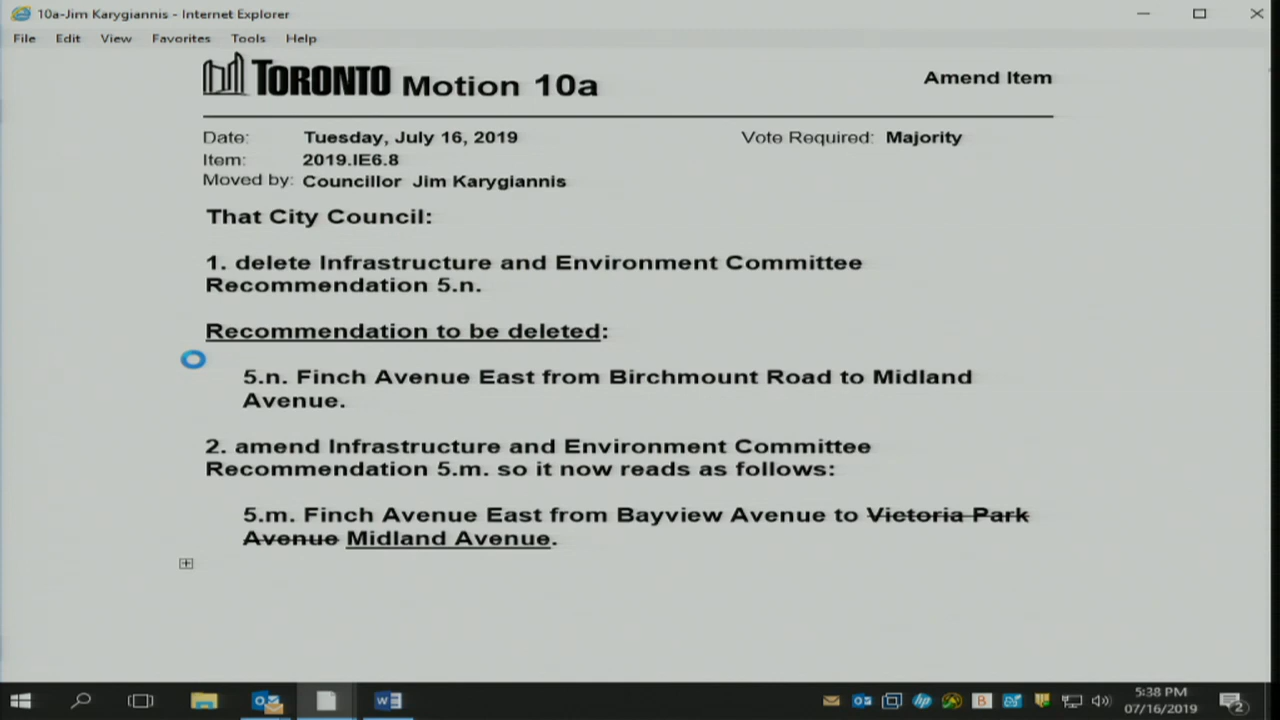 10a-Jim Karygiannis - Internet Explorer
File Edit View Favorites Tools Help
TORONTO Motion 10a
Amend Item
Date: Tuesday, July 16, 2019
Vote Required: Majority
Item: 2019.IE6.8
Moved by: Councillor Jim Karygiannis
That City Council:
1. delete Infrastructure and Environment Committee
Recommendation 5.n.
Recommendation to be deleted:
5.n. Finch Avenue East from Birchmount Road to Midland
Avenue.
2. amend Infrastructure and Environment Committee
Recommendation 5.m. so it now reads as follows:
5.m. Finch Avenue East from Bayview Avenue to Victoria Park
Avenue Midland Avenue.
5:38 PM
07/16/2019
2